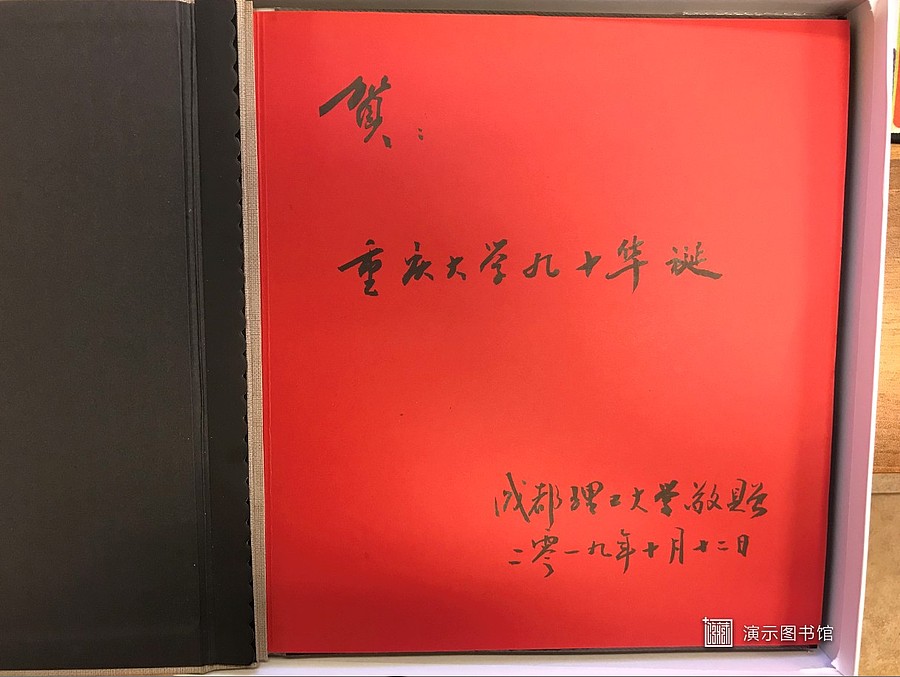 贺：
重庆大学九十华诞
成都理工大学敬赠
二零一九年十月十二日
演示图书馆